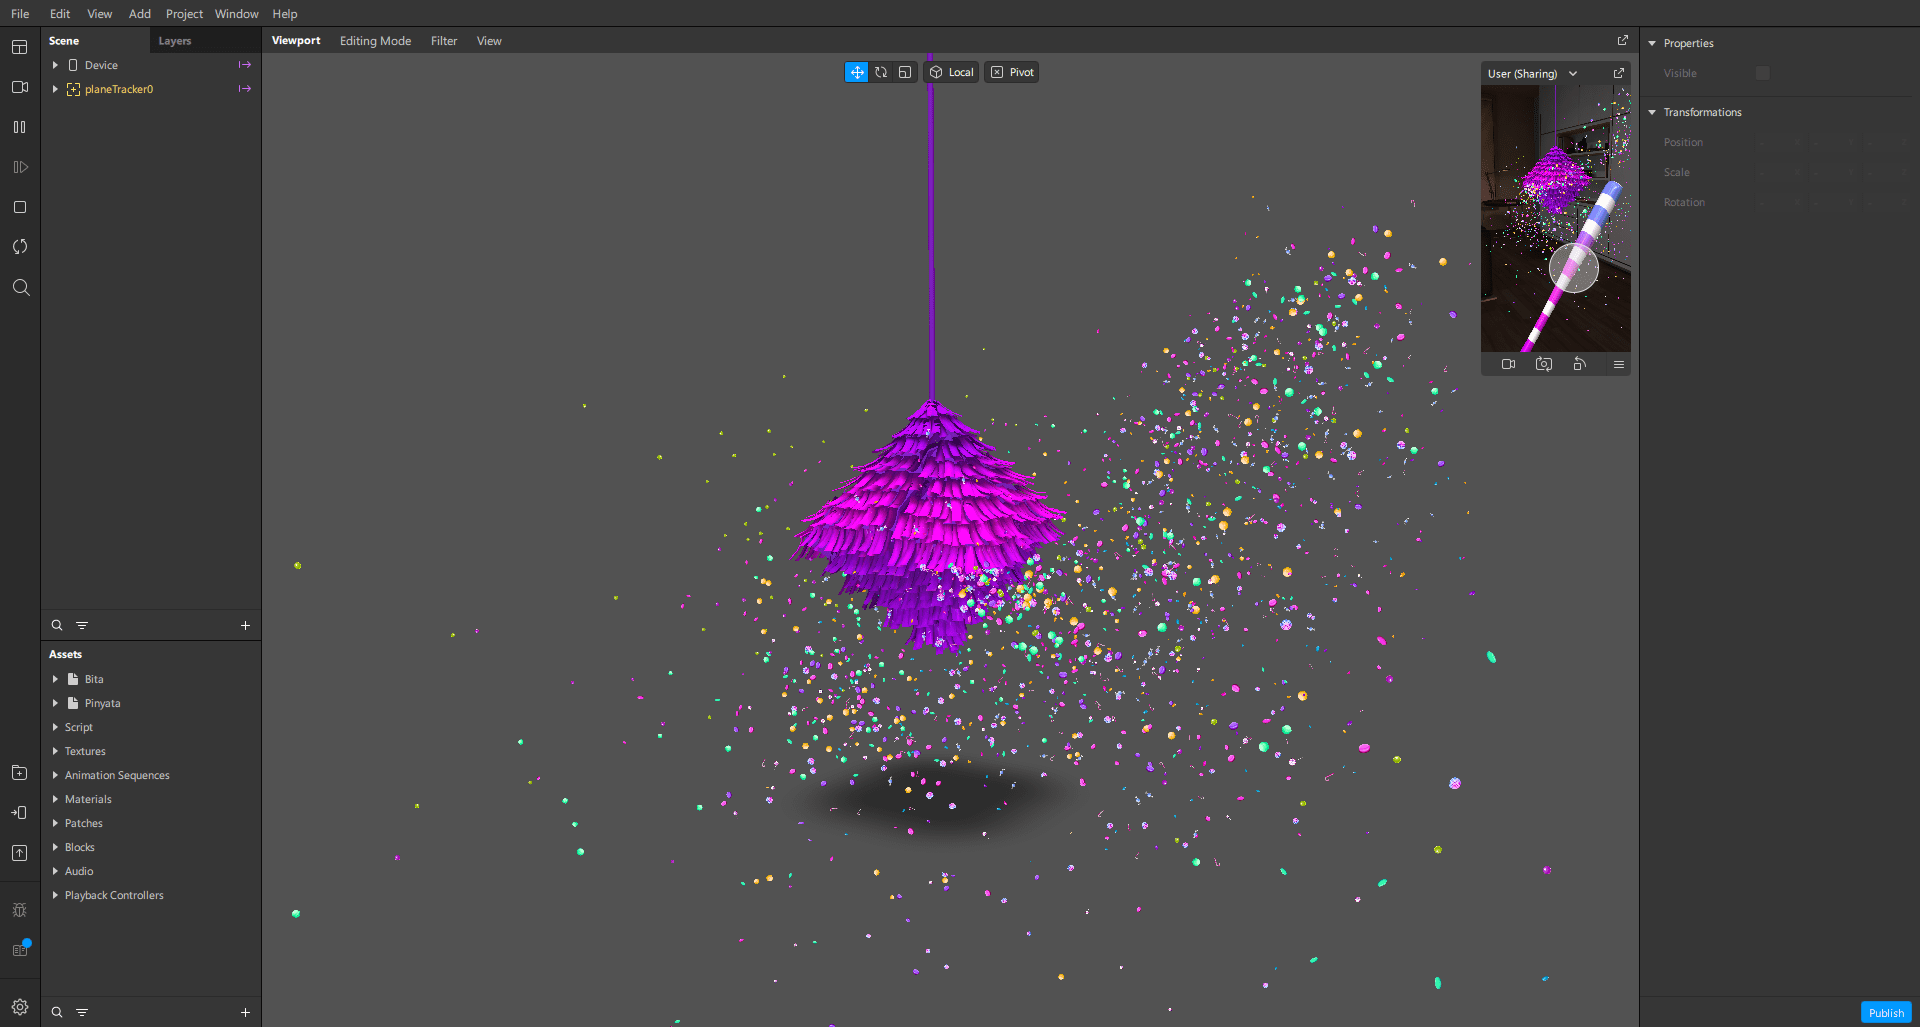 File Edit View Add Project Window Help
Scene Layers
Device
planeTracker0
Assets
Bita
Pinyata
Script
Textures
Animation Sequences
Materials
Patches
Blocks
Audio
Playback Controllers
Viewport Editing Mode Filter View
Local Pivot
User (Sharing)
Properties
Visible
Transformations
Position
Scale
Rotation
Publish